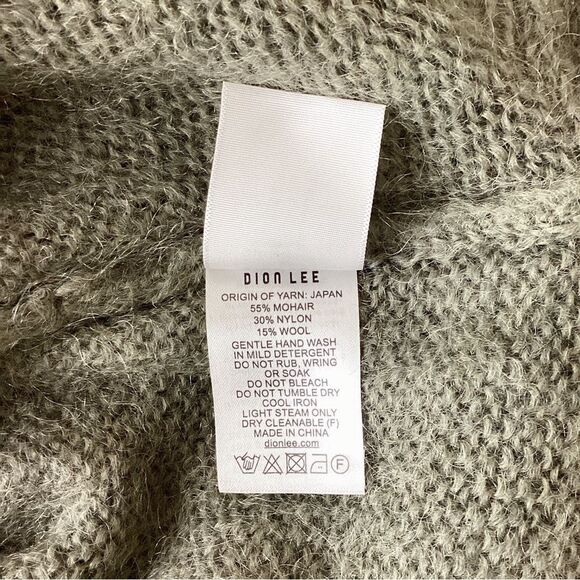 DION LEE
ORIGIN OF YARN: JAPAN
55% MOHAIR
30% NYLON
15% WOOL
GENTLE HAND WASH
IN MILD DETERGENT
DO NOT RUB, WRING
OR SOAK
DO NOT BLEACH
DO NOT TUMBLE DRY
COOL IRON
LIGHT STEAM ONLY
DRY CLEANABLE (F)
MADE IN CHINA
dionlee.com
F